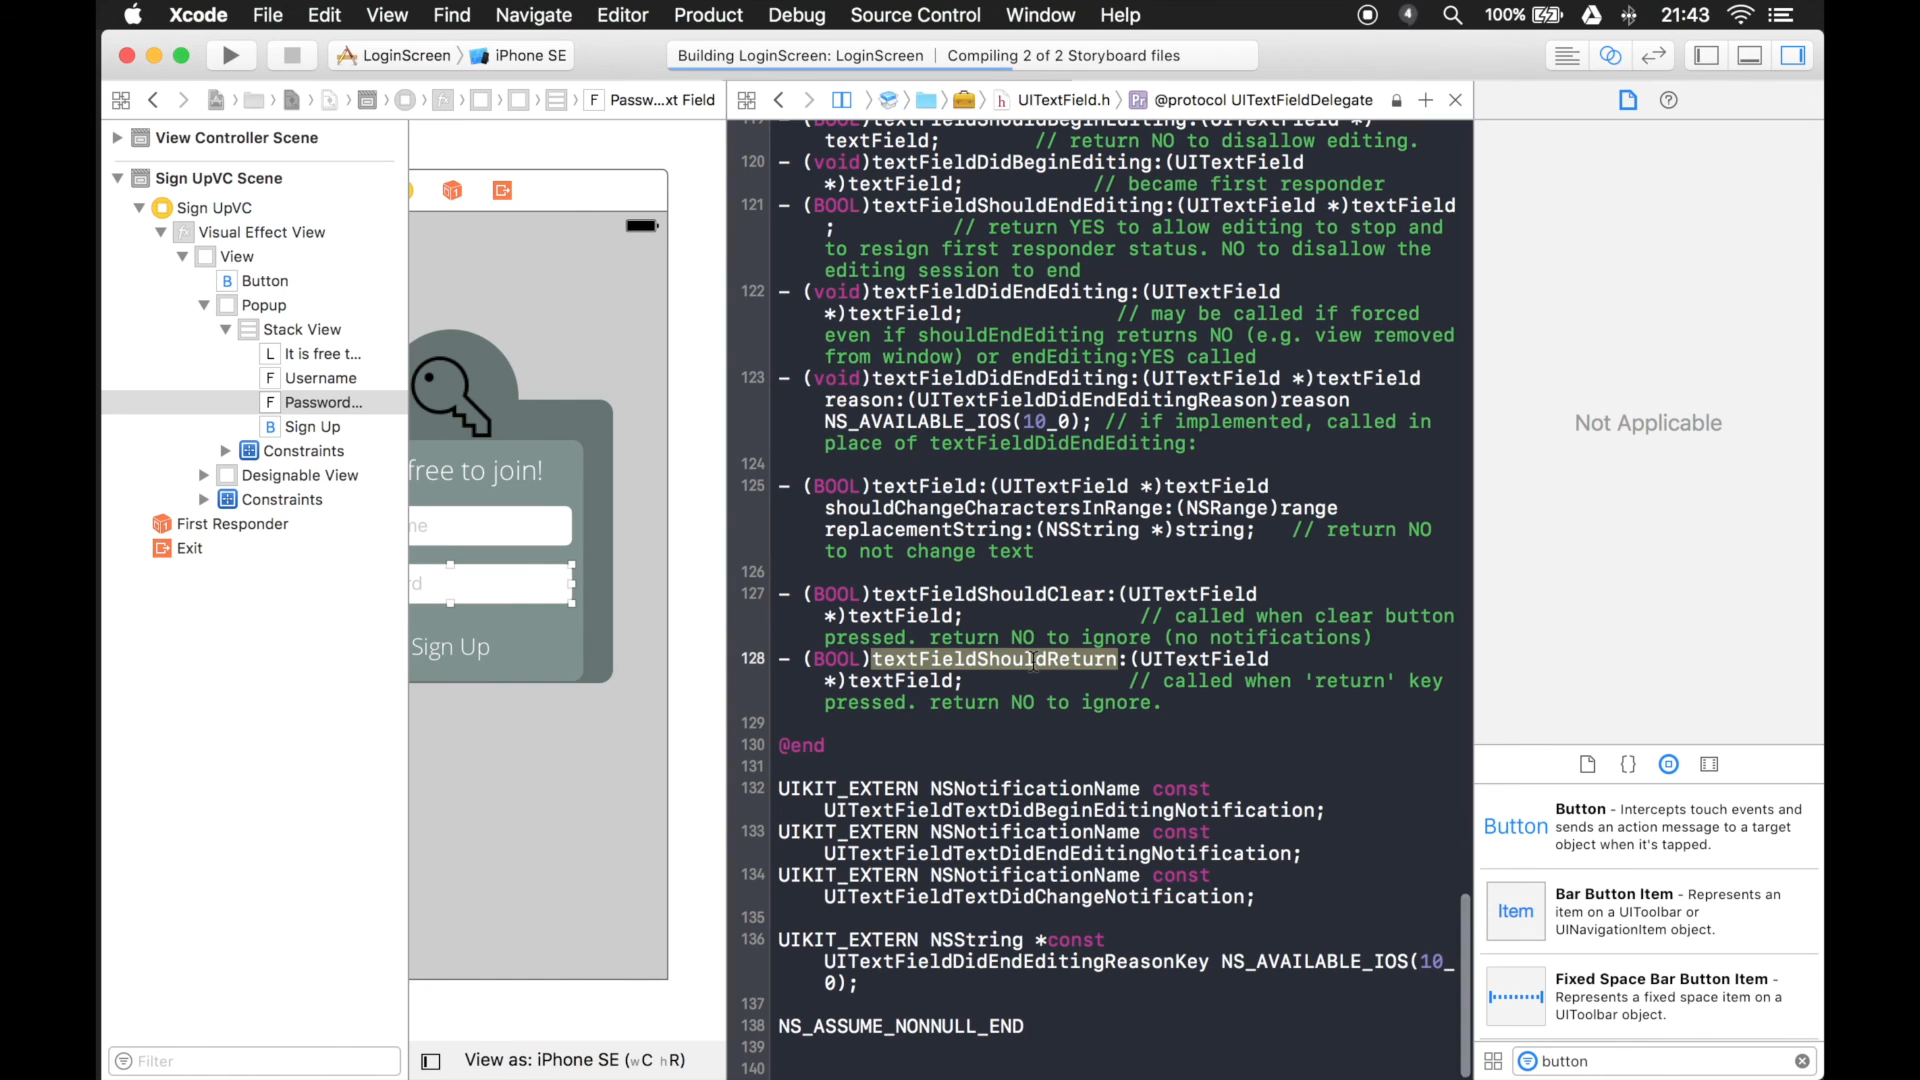 Xcode File Edit View Find Navigate Editor Product Debug Source Control Window Help 4 100% 21:43
LoginScreen iPhone SE Building LoginScreen: LoginScreen | Compiling 2 of 2 Storyboard files
F Passw...xt Field UITextField.h @protocol UITextFieldDelegate
View Controller Scene
Sign UpVC Scene
Sign UpVC
Visual Effect View
View
B Button
Popup
Stack View
L It is free t...
F Username
F Password...
B Sign Up
Constraints
Designable View
Constraints
First Responder
Exit
Filter
free to join!
me
rd
Sign Up
View as: iPhone SE (wC hR)
119 - (BOOL)textFieldShouldBeginEditing:(UITextField *)
textField; // return NO to disallow editing.
120 - (void)textFieldDidBeginEditing:(UITextField
*)textField; // became first responder
121 - (BOOL)textFieldShouldEndEditing:(UITextField *)textField
; // return YES to allow editing to stop and
to resign first responder status. NO to disallow the
editing session to end
122 - (void)textFieldDidEndEditing:(UITextField
*)textField; // may be called if forced
even if shouldEndEditing returns NO (e.g. view removed
from window) or endEditing:YES called
123 - (void)textFieldDidEndEditing:(UITextField *)textField
reason:(UITextFieldDidEndEditingReason)reason
NS_AVAILABLE_IOS(10_0); // if implemented, called in
place of textFieldDidEndEditing:
124
125 - (BOOL)textField:(UITextField *)textField
shouldChangeCharactersInRange:(NSRange)range
replacementString:(NSString *)string; // return NO
to not change text
126
127 - (BOOL)textFieldShouldClear:(UITextField
*)textField; // called when clear button
pressed. return NO to ignore (no notifications)
128 - (BOOL)textFieldShouldReturn:(UITextField
*)textField; // called when 'return' key
pressed. return NO to ignore.
129
130 @end
131
132 UIKIT_EXTERN NSNotificationName const
UITextFieldTextDidBeginEditingNotification;
133 UIKIT_EXTERN NSNotificationName const
UITextFieldTextDidEndEditingNotification;
134 UIKIT_EXTERN NSNotificationName const
UITextFieldTextDidChangeNotification;
135
136 UIKIT_EXTERN NSString *const
UITextFieldDidEndEditingReasonKey NS_AVAILABLE_IOS(10_
0);
137
138 NS_ASSUME_NONNULL_END
139
140
Not Applicable
Button Button - Intercepts touch events and
sends an action message to a target
object when it's tapped.
Item Bar Button Item - Represents an
item on a UIToolbar or
UINavigationItem object.
Fixed Space Bar Button Item -
Represents a fixed space item on a
UIToolbar object.
button